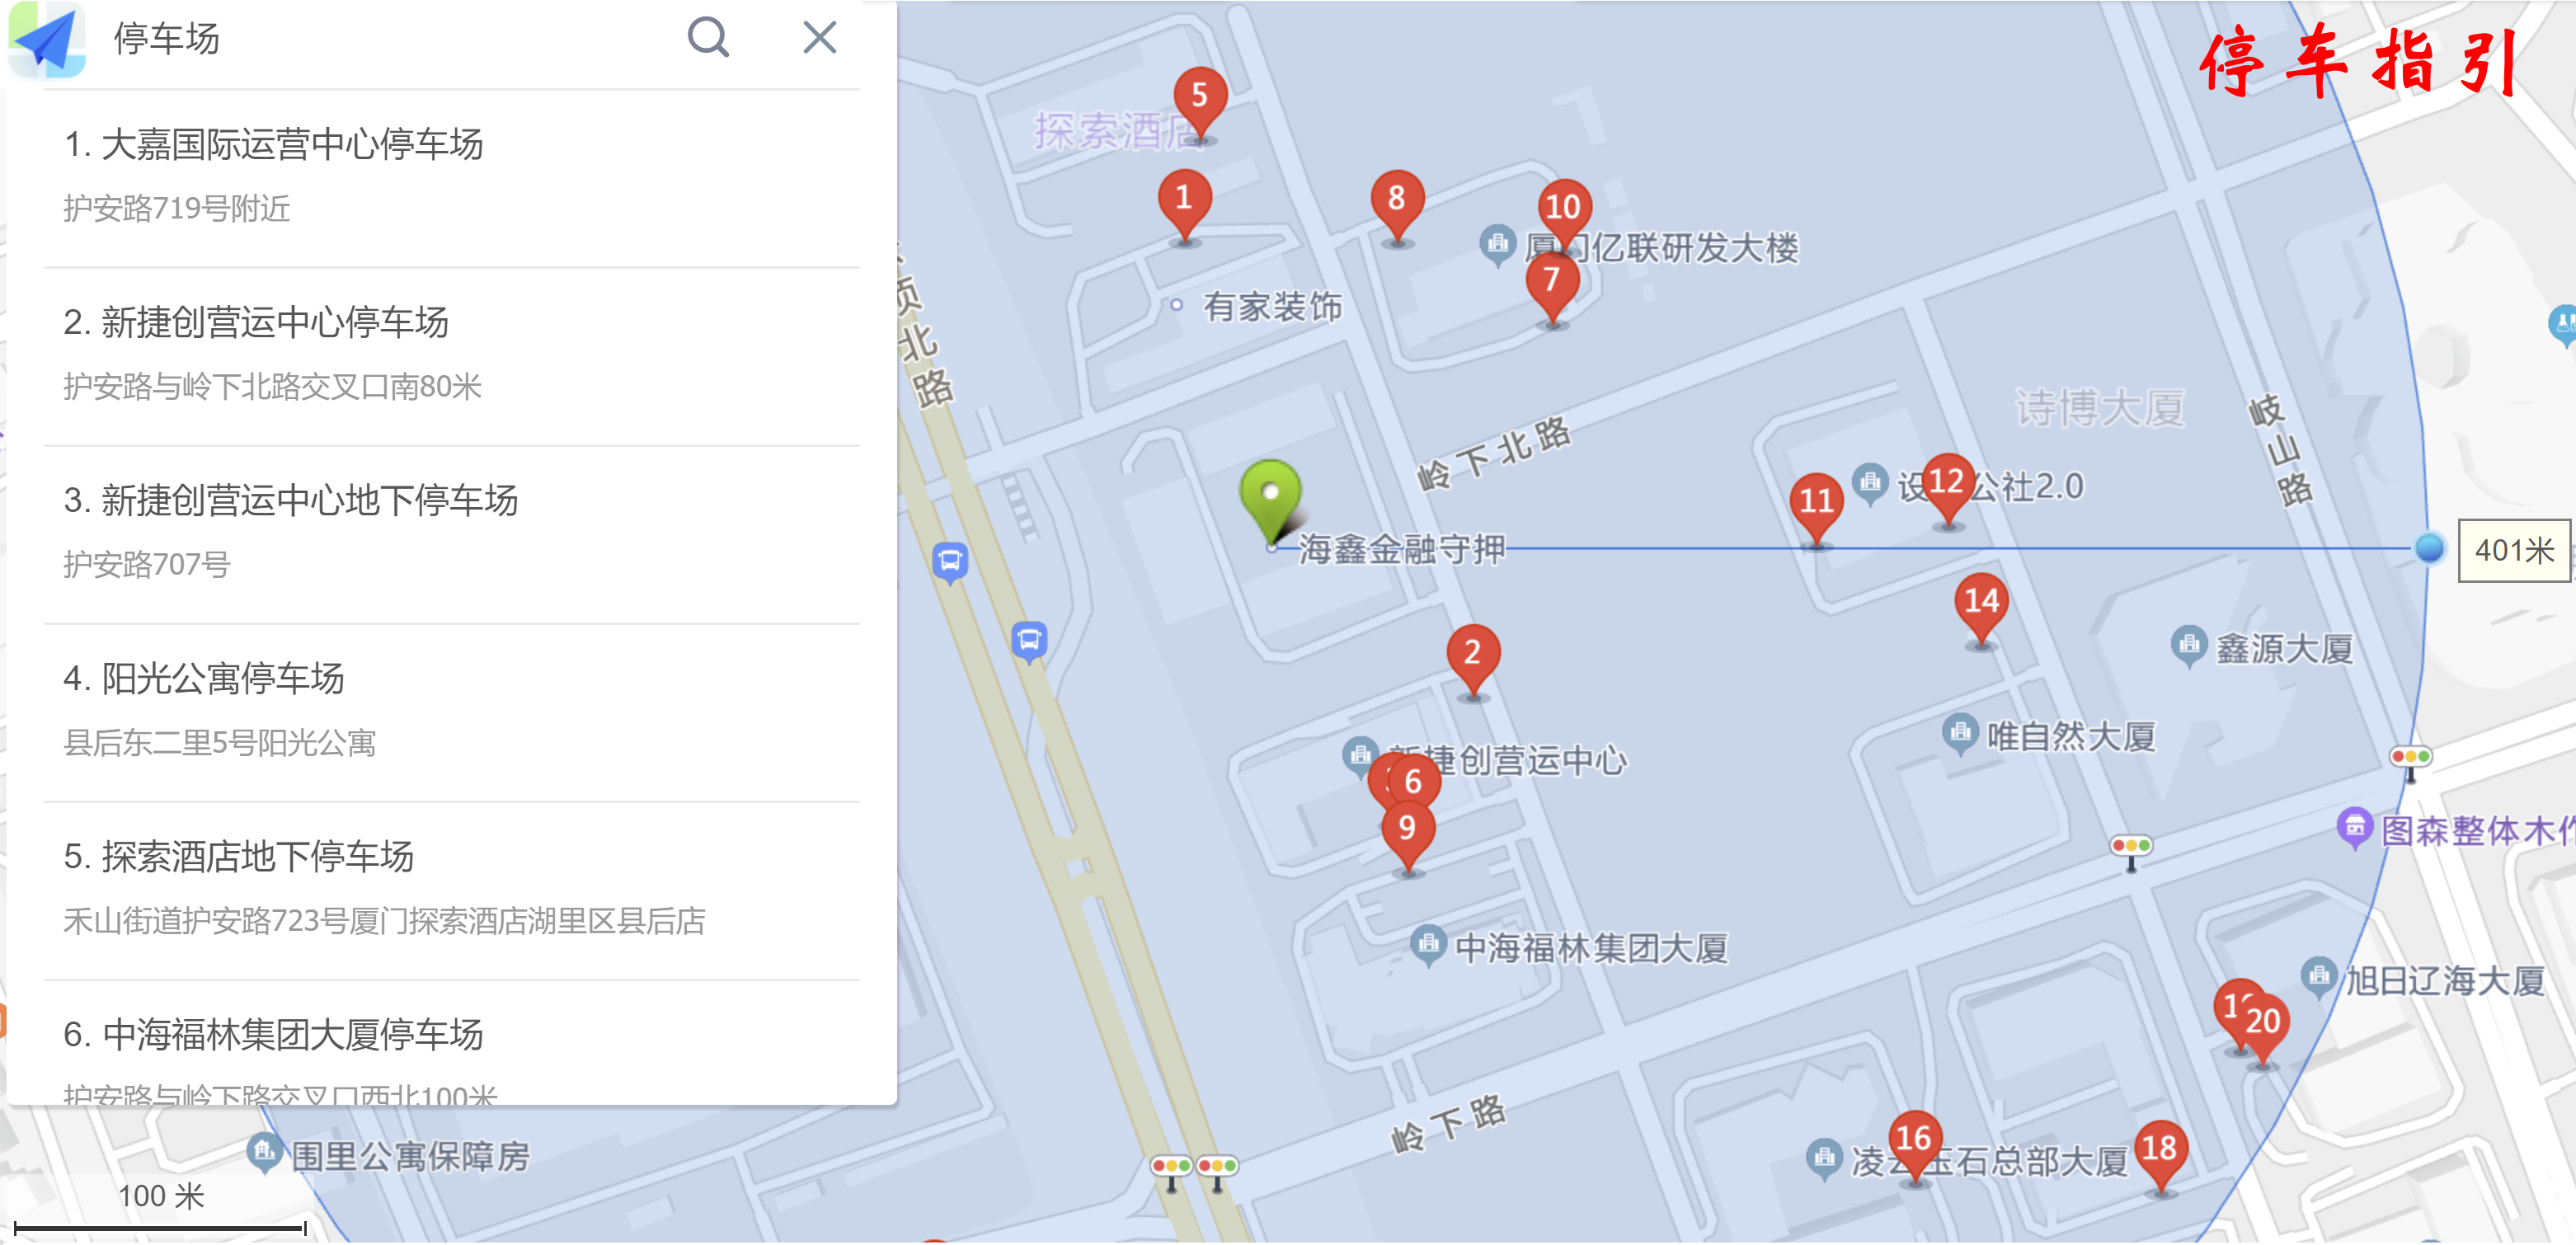 停车场
1. 大嘉国际运营中心停车场
护安路719号附近
2. 新捷创营运中心停车场
护安路与岭下北路交叉口南80米
3. 新捷创营运中心地下停车场
护安路707号
4. 阳光公寓停车场
县后东二里5号阳光公寓
5. 探索酒店地下停车场
禾山街道护安路723号厦门探索酒店湖里区县后店
6. 中海福林集团大厦停车场
护安路与岭下路交叉口西北100米
停车指引
5
探索酒店
1
8
10
厦门亿联研发大楼
7
有家装饰
顶北路
岭下北路
诗博大厦
岐山路
11
设 公社2.0
12
海鑫金融守押
401米
14
2
鑫源大厦
唯自然大厦
新捷创营运中心
6
9
图森整体木作
中海福林集团大厦
旭日辽海大厦
20
岭下路
16
凌云玉石总部大厦
18
围里公寓保障房
100 米